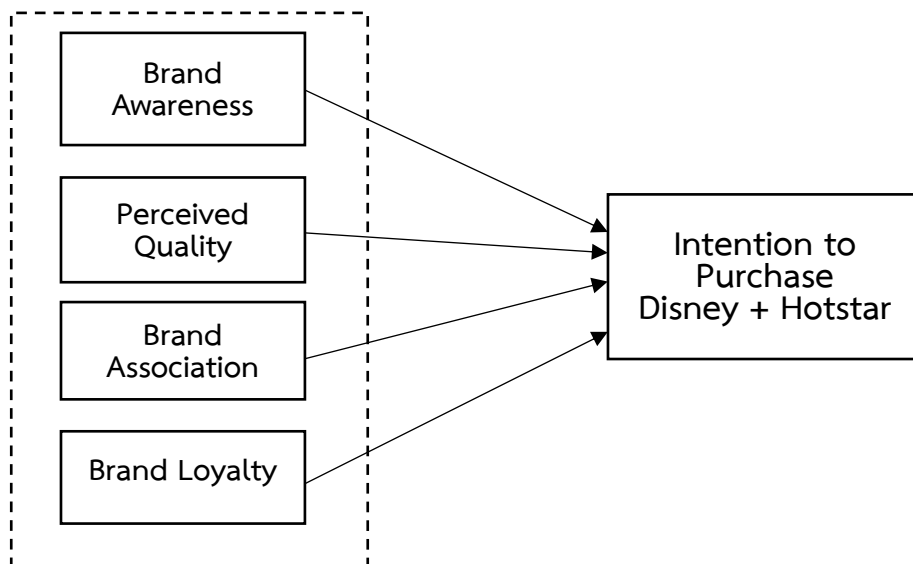 Brand
Awareness
Perceived
Quality
Brand
Association
Brand Loyalty
Intention to
Purchase
Disney + Hotstar